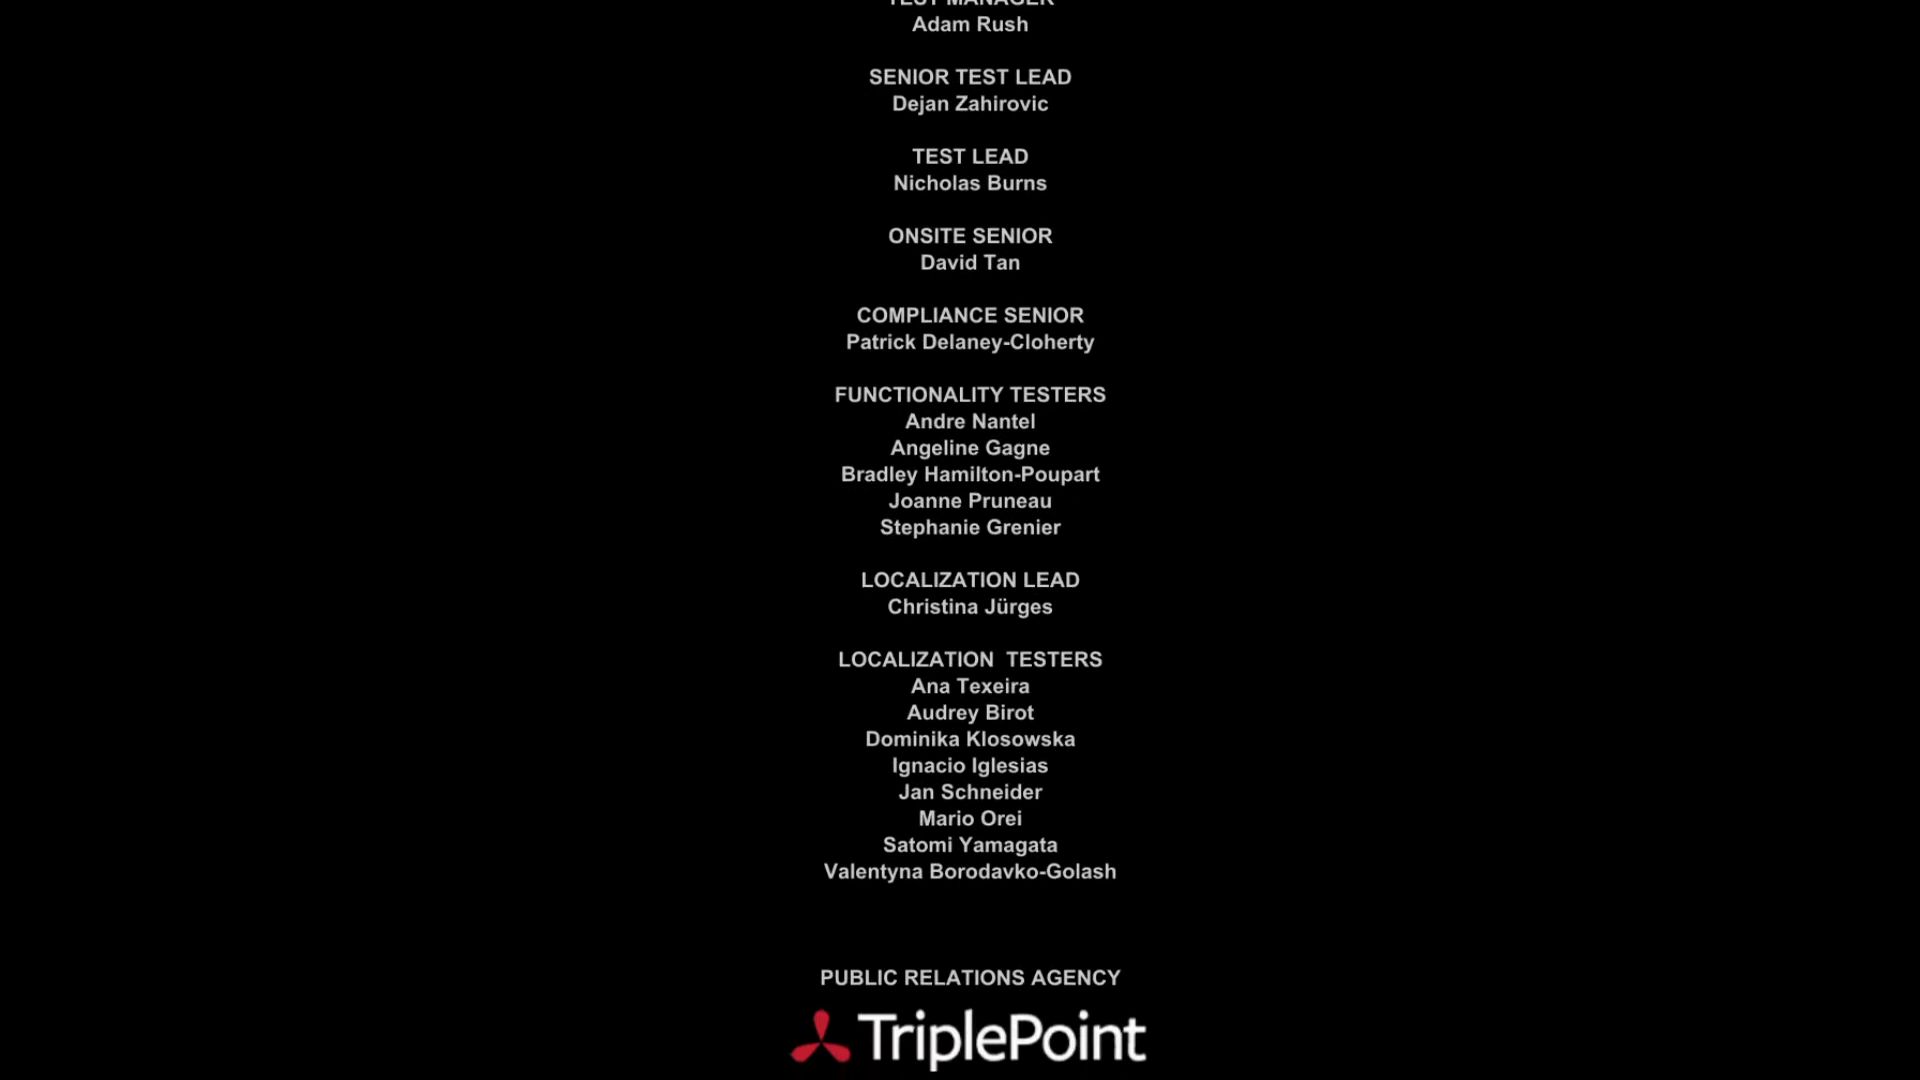 TEST MANAGER
Adam Rush
SENIOR TEST LEAD
Dejan Zahirovic
TEST LEAD
Nicholas Burns
ONSITE SENIOR
David Tan
COMPLIANCE SENIOR
Patrick Delaney-Cloherty
FUNCTIONALITY TESTERS
Andre Nantel
Angeline Gagne
Bradley Hamilton-Poupart
Joanne Pruneau
Stephanie Grenier
LOCALIZATION LEAD
Christina Jürges
LOCALIZATION  TESTERS
Ana Texeira
Audrey Birot
Dominika Klosowska
Ignacio Iglesias
Jan Schneider
Mario Orei
Satomi Yamagata
Valentyna Borodavko-Golash
PUBLIC RELATIONS AGENCY
TriplePoint